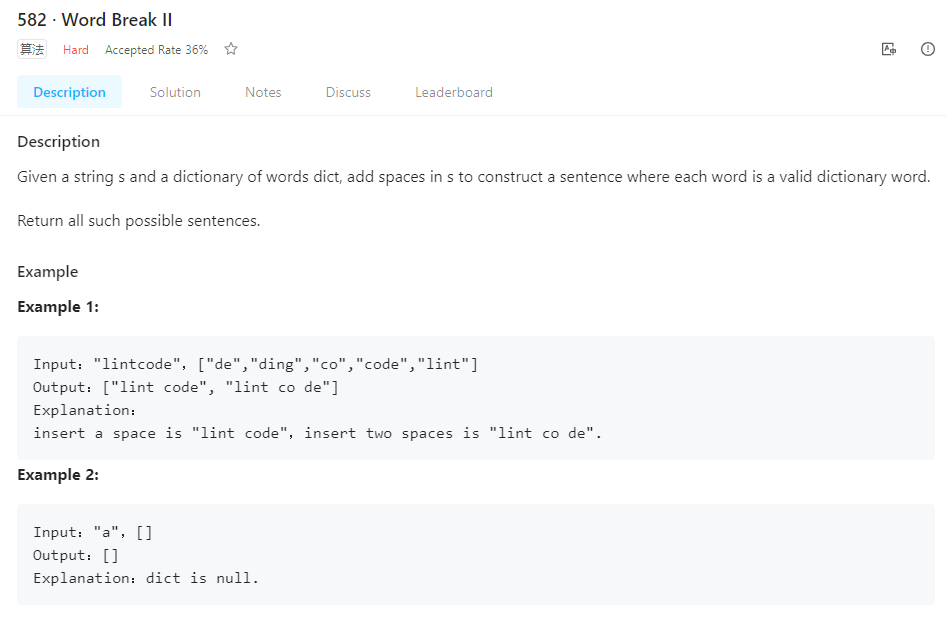 582 · Word Break II
算法 Hard Accepted Rate 36%
Description Solution Notes Discuss Leaderboard
Description
Given a string s and a dictionary of words dict, add spaces in s to construct a sentence where each word is a valid dictionary word.
Return all such possible sentences.
Example
Example 1:
Input："lintcode"，["de","ding","co","code","lint"]
Output：["lint code", "lint co de"]
Explanation：
insert a space is "lint code"，insert two spaces is "lint co de".
Example 2:
Input："a"，[]
Output：[]
Explanation：dict is null.